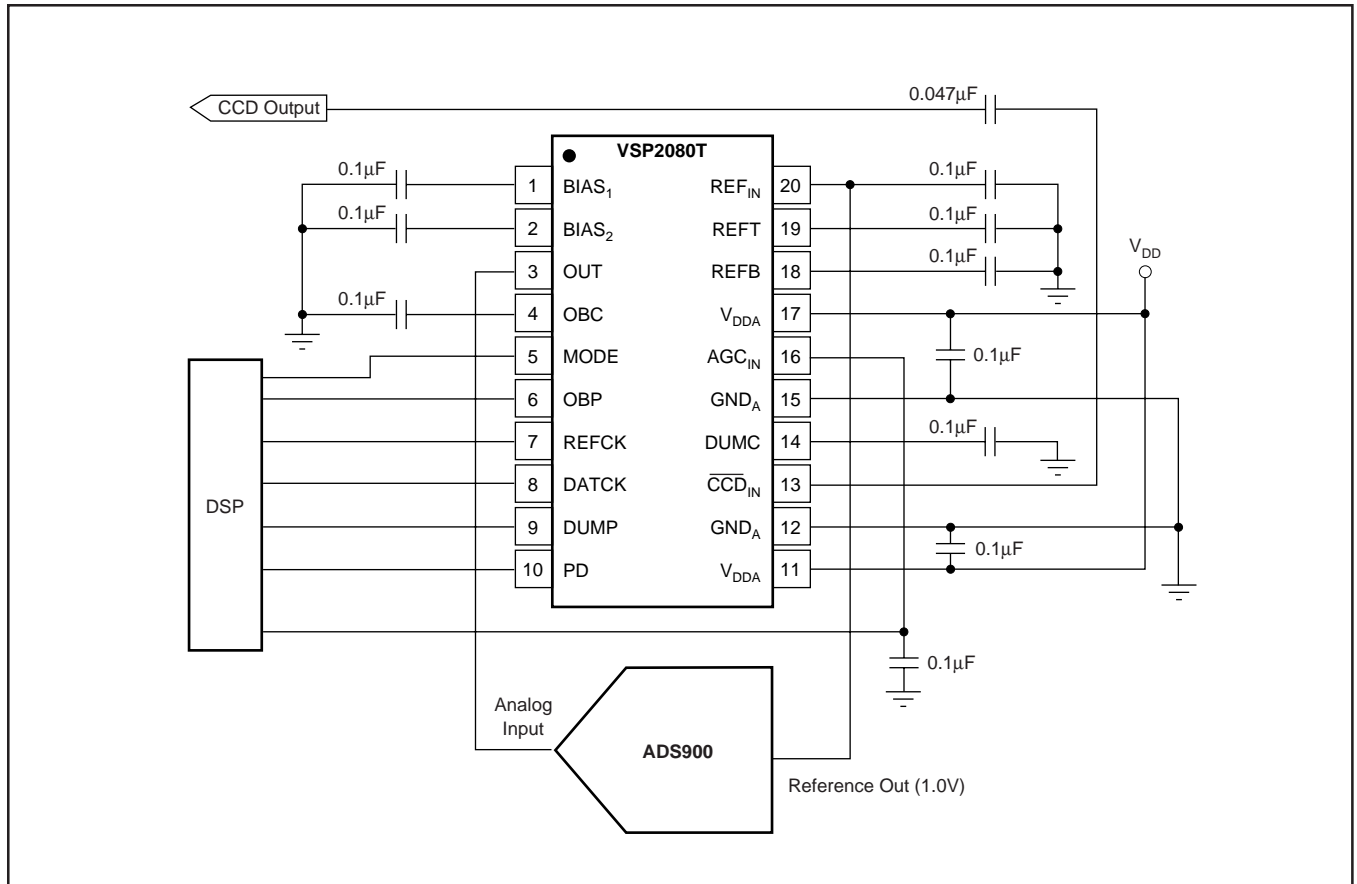 CCD Output
0.047μF
VSP2080T
0.1μF
1 BIAS1
REFIN 20
0.1μF
0.1μF
2 BIAS2
REFT 19
0.1μF
3 OUT
REFB 18
0.1μF
VDD
0.1μF
4 OBC
VDDA 17
5 MODE
AGCIN 16
0.1μF
6 OBP
GNDA 15
7 REFCK
DUMC 14
0.1μF
8 DATCK
CCDIN 13
DSP
9 DUMP
GNDA 12
0.1μF
10 PD
VDDA 11
0.1μF
Analog
Input
ADS900
Reference Out (1.0V)